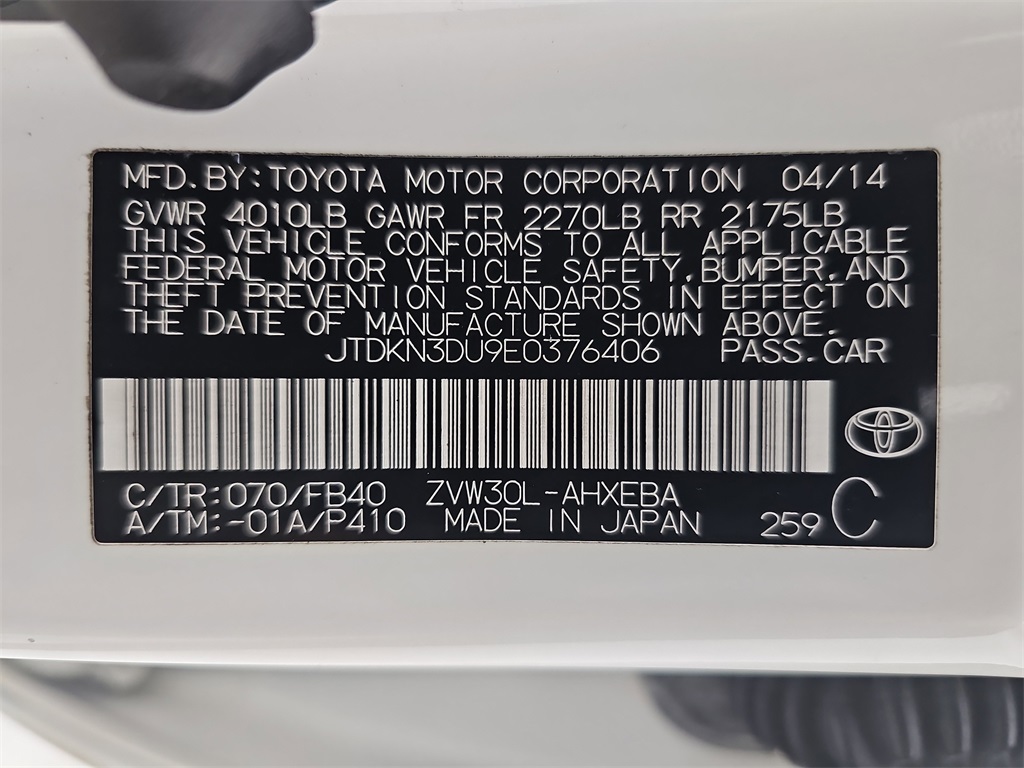 MFD. BY: TOYOTA MOTOR CORPORATION 04/14
GVWR 4010LB GAWR FR 2270LB RR 2175LB
THIS VEHICLE CONFORMS TO ALL APPLICABLE
FEDERAL MOTOR VEHICLE SAFETY, BUMPER, AND
THEFT PREVENTION STANDARDS IN EFFECT ON
THE DATE OF MANUFACTURE SHOWN ABOVE.
JTDKN3DU9E0376406 PASS. CAR
C/TR: 070/FB40 ZVW30L-AHXEBA
A/TM: -01A/P410 MADE IN JAPAN 259 C